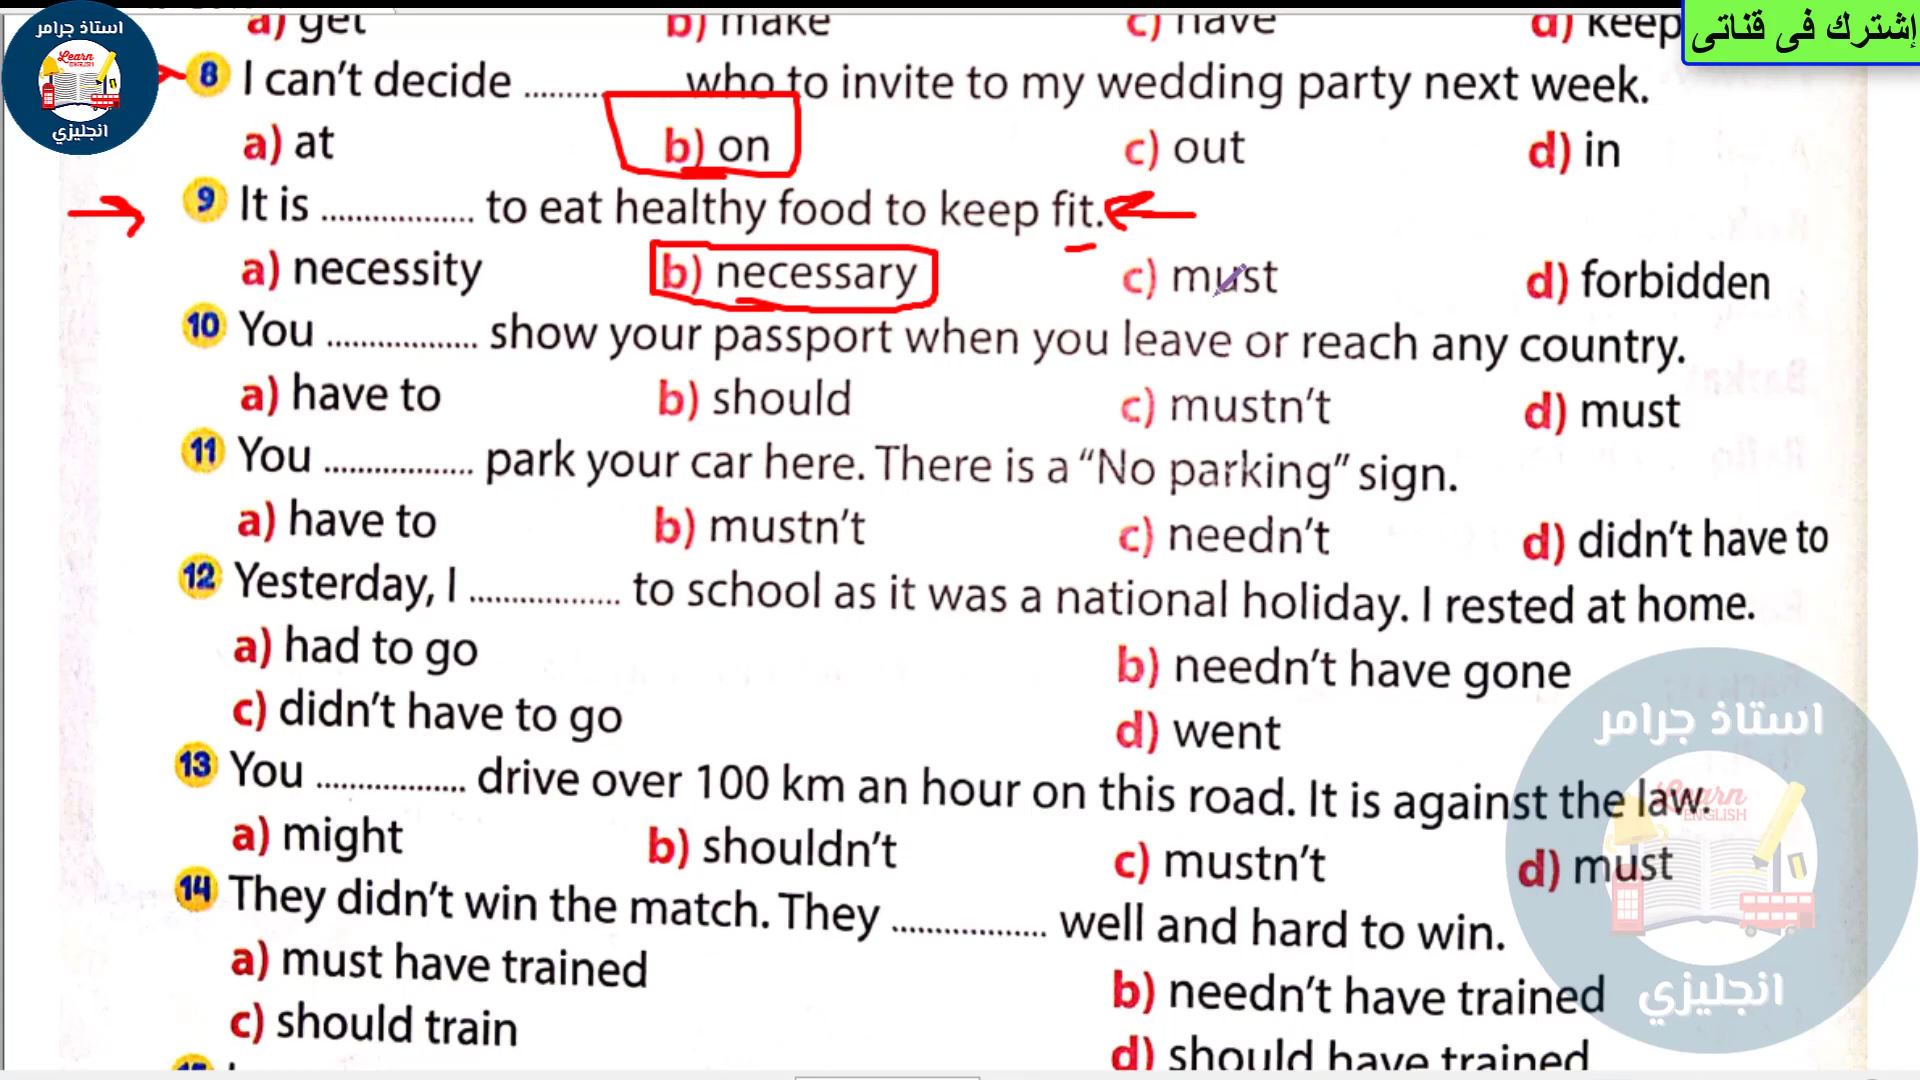 استاذ جرامر
Learn
ENGLISH
انجليزي
إشترك فى قناتى
a) get b) make c) have d) keep
8 I can't decide .......... who to invite to my wedding party next week.
a) at b) on c) out d) in
9 It is ................. to eat healthy food to keep fit.
a) necessity b) necessary c) must d) forbidden
10 You ................. show your passport when you leave or reach any country.
a) have to b) should c) mustn't d) must
11 You ................. park your car here. There is a “No parking” sign.
a) have to b) mustn't c) needn't d) didn't have to
12 Yesterday, I ................. to school as it was a national holiday. I rested at home.
a) had to go b) needn't have gone
c) didn't have to go d) went
13 You ................. drive over 100 km an hour on this road. It is against the law.
a) might b) shouldn't c) mustn't d) must
14 They didn't win the match. They ................. well and hard to win.
a) must have trained b) needn't have trained
c) should train d) should have trained
استاذ جرامر
Learn
ENGLISH
انجليزي